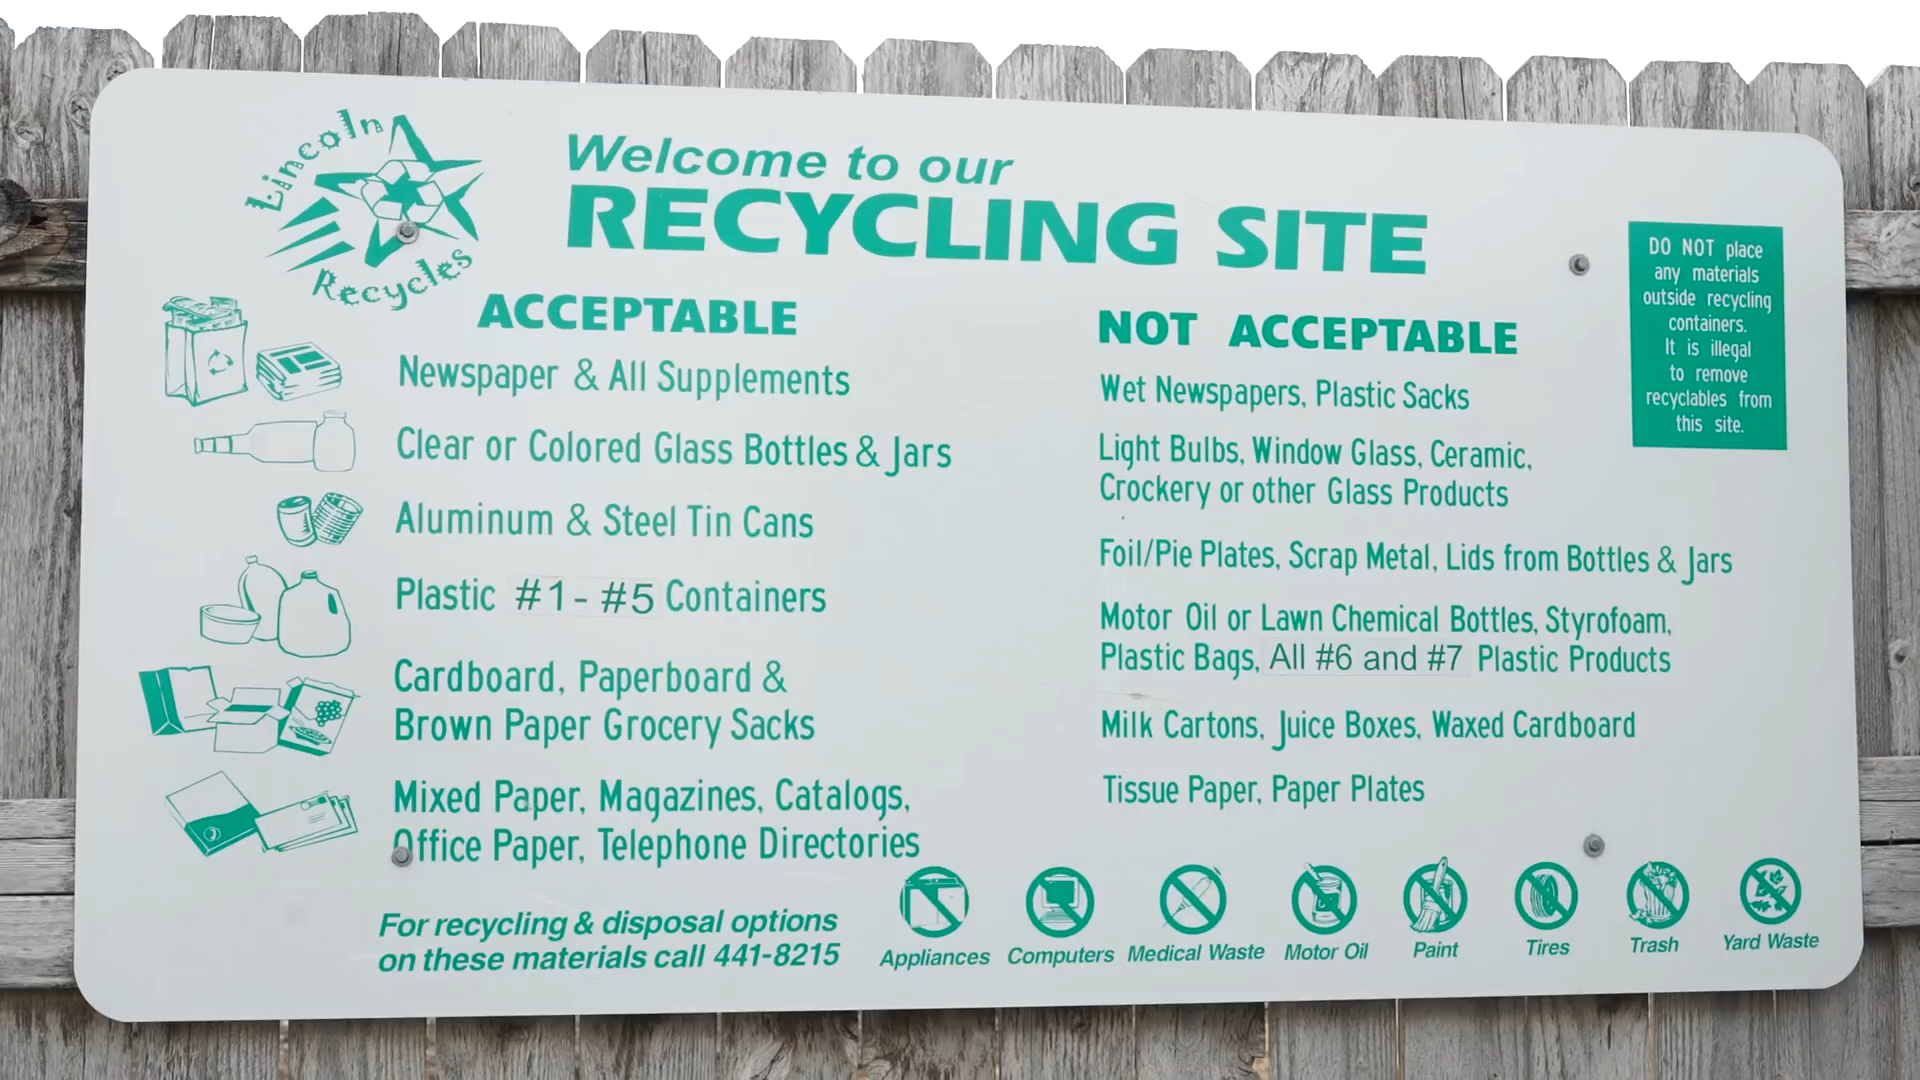 Lincoln
Recycles
Welcome to our
RECYCLING SITE
DO NOT place
any materials
outside recycling
containers.
It is illegal
to remove
recyclables from
this site.
ACCEPTABLE
Newspaper & All Supplements
Clear or Colored Glass Bottles & Jars
Aluminum & Steel Tin Cans
Plastic #1 - #5 Containers
Cardboard, Paperboard &
Brown Paper Grocery Sacks
Mixed Paper, Magazines, Catalogs,
Office Paper, Telephone Directories
NOT ACCEPTABLE
Wet Newspapers, Plastic Sacks
Light Bulbs, Window Glass, Ceramic,
Crockery or other Glass Products
Foil/Pie Plates, Scrap Metal, Lids from Bottles & Jars
Motor Oil or Lawn Chemical Bottles, Styrofoam,
Plastic Bags, All #6 and #7 Plastic Products
Milk Cartons, Juice Boxes, Waxed Cardboard
Tissue Paper, Paper Plates
For recycling & disposal options
on these materials call 441-8215
Appliances
Computers
Medical Waste
Motor Oil
Paint
Tires
Trash
Yard Waste